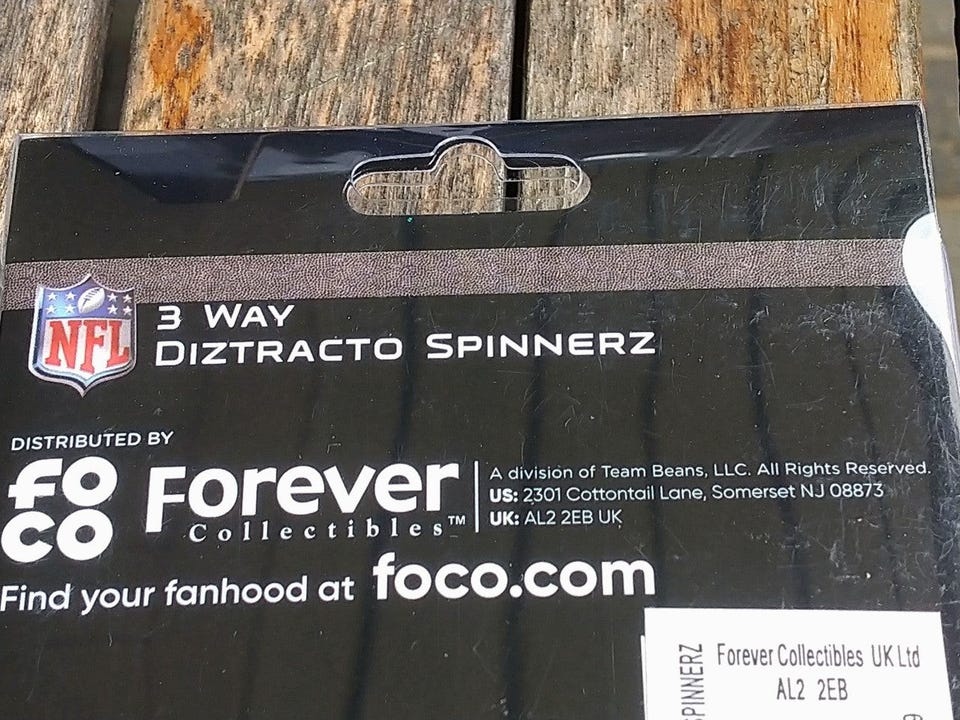 NFL
3 WAY
DIZTRACTO SPINNERZ
DISTRIBUTED BY
FOCO
Forever
Collectibles™
A division of Team Beans, LLC. All Rights Reserved.
US: 2301 Cottontail Lane, Somerset NJ 08873
UK: AL2 2EB UK
Find your fanhood at foco.com
SPINNERZ
Forever Collectibles UK Ltd
AL2 2EB